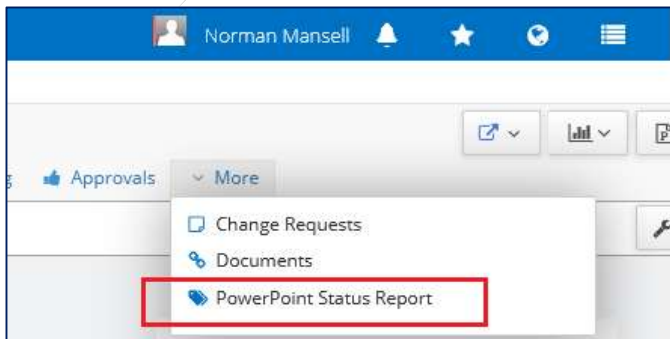 Norman Mansell
Approvals
More
Change Requests
Documents
PowerPoint Status Report